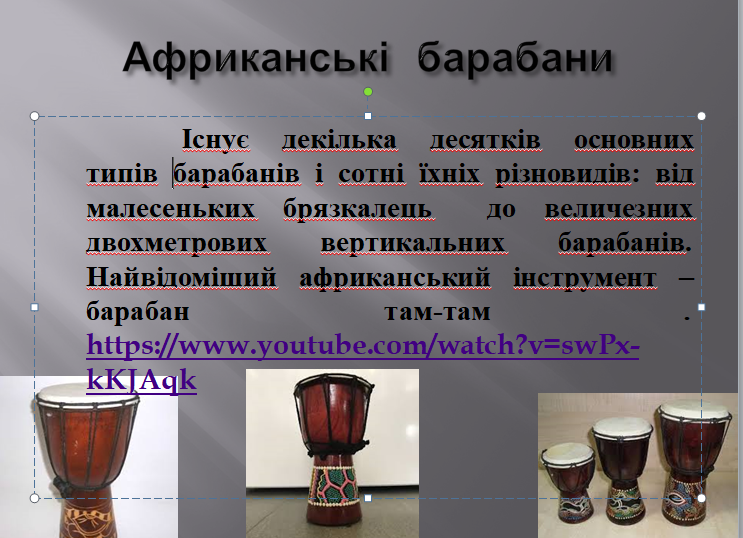 Африканські барабани
Існує декілька десятків основних
типів барабанів і сотні їхніх різновидів: від
малесеньких брязкалець до величезних
двохметрових вертикальних барабанів.
Найвідоміший африканський інструмент –
барабан там-там .
https://www.youtube.com/watch?v=swPx-
kKJAqk